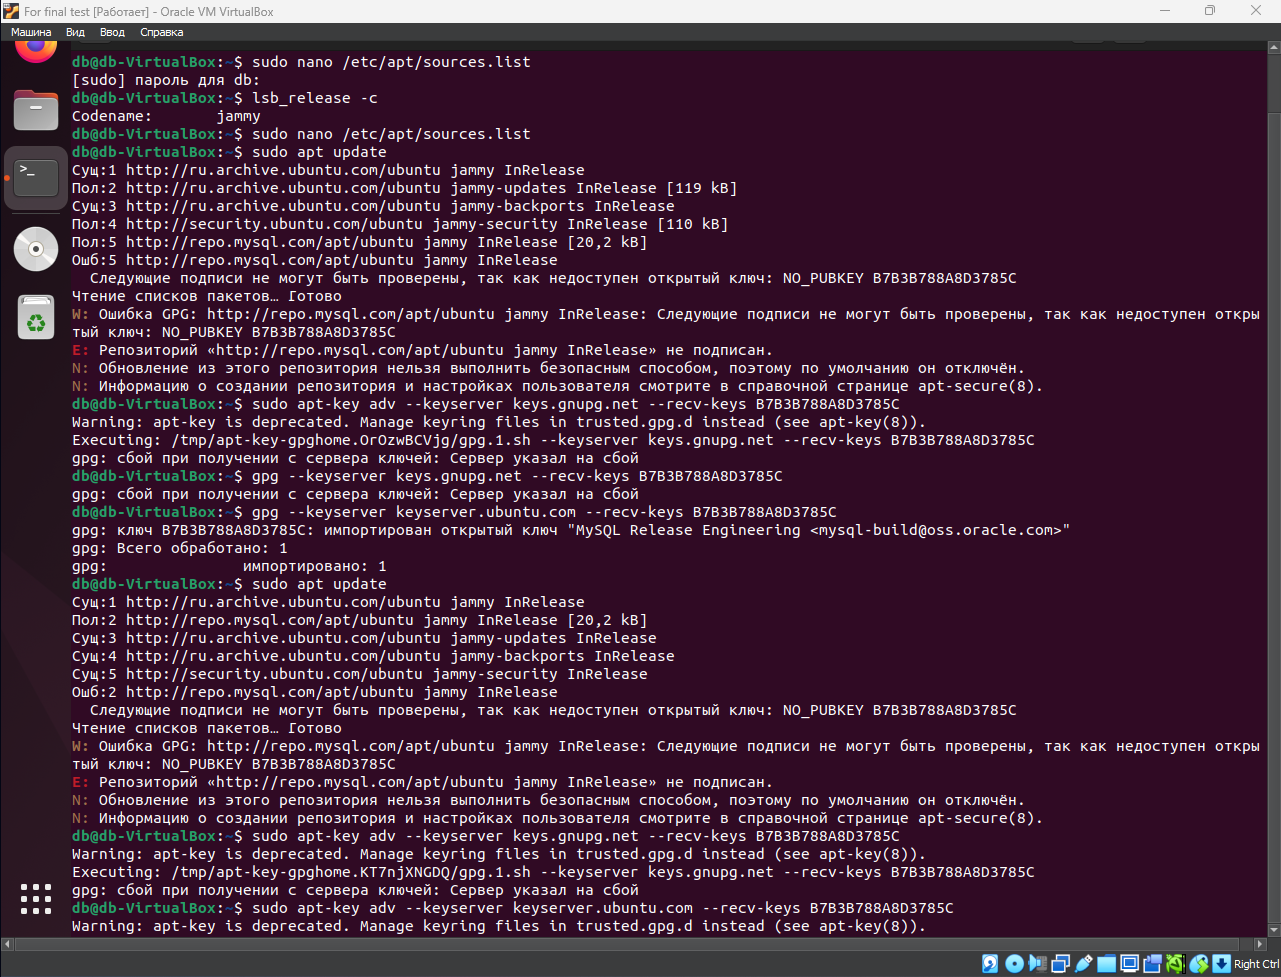 For final test [Работает] - Oracle VM VirtualBox
Машина Вид Ввод Справка
db@db-VirtualBox:~$ sudo nano /etc/apt/sources.list
[sudo] пароль для db:
db@db-VirtualBox:~$ lsb_release -c
Codename: jammy
db@db-VirtualBox:~$ sudo nano /etc/apt/sources.list
db@db-VirtualBox:~$ sudo apt update
Сущ:1 http://ru.archive.ubuntu.com/ubuntu jammy InRelease
Пол:2 http://ru.archive.ubuntu.com/ubuntu jammy-updates InRelease [119 kB]
Сущ:3 http://ru.archive.ubuntu.com/ubuntu jammy-backports InRelease
Пол:4 http://security.ubuntu.com/ubuntu jammy-security InRelease [110 kB]
Пол:5 http://repo.mysql.com/apt/ubuntu jammy InRelease [20,2 kB]
Ошб:5 http://repo.mysql.com/apt/ubuntu jammy InRelease
Следующие подписи не могут быть проверены, так как недоступен открытый ключ: NO_PUBKEY B7B3B788A8D3785C
Чтение списков пакетов… Готово
W: Ошибка GPG: http://repo.mysql.com/apt/ubuntu jammy InRelease: Следующие подписи не могут быть проверены, так как недоступен откры
тый ключ: NO_PUBKEY B7B3B788A8D3785C
E: Репозиторий «http://repo.mysql.com/apt/ubuntu jammy InRelease» не подписан.
N: Обновление из этого репозитория нельзя выполнить безопасным способом, поэтому по умолчанию он отключён.
N: Информацию о создании репозитория и настройках пользователя смотрите в справочной странице apt-secure(8).
db@db-VirtualBox:~$ sudo apt-key adv --keyserver keys.gnupg.net --recv-keys B7B3B788A8D3785C
Warning: apt-key is deprecated. Manage keyring files in trusted.gpg.d instead (see apt-key(8)).
Executing: /tmp/apt-key-gpghome.OrOzwBCVjg/gpg.1.sh --keyserver keys.gnupg.net --recv-keys B7B3B788A8D3785C
gpg: сбой при получении с сервера ключей: Сервер указал на сбой
db@db-VirtualBox:~$ gpg --keyserver keys.gnupg.net --recv-keys B7B3B788A8D3785C
gpg: сбой при получении с сервера ключей: Сервер указал на сбой
db@db-VirtualBox:~$ gpg --keyserver keyserver.ubuntu.com --recv-keys B7B3B788A8D3785C
gpg: ключ B7B3B788A8D3785C: импортирован открытый ключ "MySQL Release Engineering <mysql-build@oss.oracle.com>"
gpg: Всего обработано: 1
gpg: импортировано: 1
db@db-VirtualBox:~$ sudo apt update
Сущ:1 http://ru.archive.ubuntu.com/ubuntu jammy InRelease
Пол:2 http://repo.mysql.com/apt/ubuntu jammy InRelease [20,2 kB]
Сущ:3 http://ru.archive.ubuntu.com/ubuntu jammy-updates InRelease
Сущ:4 http://ru.archive.ubuntu.com/ubuntu jammy-backports InRelease
Сущ:5 http://security.ubuntu.com/ubuntu jammy-security InRelease
Ошб:2 http://repo.mysql.com/apt/ubuntu jammy InRelease
Следующие подписи не могут быть проверены, так как недоступен открытый ключ: NO_PUBKEY B7B3B788A8D3785C
Чтение списков пакетов… Готово
W: Ошибка GPG: http://repo.mysql.com/apt/ubuntu jammy InRelease: Следующие подписи не могут быть проверены, так как недоступен откры
тый ключ: NO_PUBKEY B7B3B788A8D3785C
E: Репозиторий «http://repo.mysql.com/apt/ubuntu jammy InRelease» не подписан.
N: Обновление из этого репозитория нельзя выполнить безопасным способом, поэтому по умолчанию он отключён.
N: Информацию о создании репозитория и настройках пользователя смотрите в справочной странице apt-secure(8).
db@db-VirtualBox:~$ sudo apt-key adv --keyserver keys.gnupg.net --recv-keys B7B3B788A8D3785C
Warning: apt-key is deprecated. Manage keyring files in trusted.gpg.d instead (see apt-key(8)).
Executing: /tmp/apt-key-gpghome.KT7njXNGDQ/gpg.1.sh --keyserver keys.gnupg.net --recv-keys B7B3B788A8D3785C
gpg: сбой при получении с сервера ключей: Сервер указал на сбой
db@db-VirtualBox:~$ sudo apt-key adv --keyserver keyserver.ubuntu.com --recv-keys B7B3B788A8D3785C
Warning: apt-key is deprecated. Manage keyring files in trusted.gpg.d instead (see apt-key(8)).
Right Ctrl